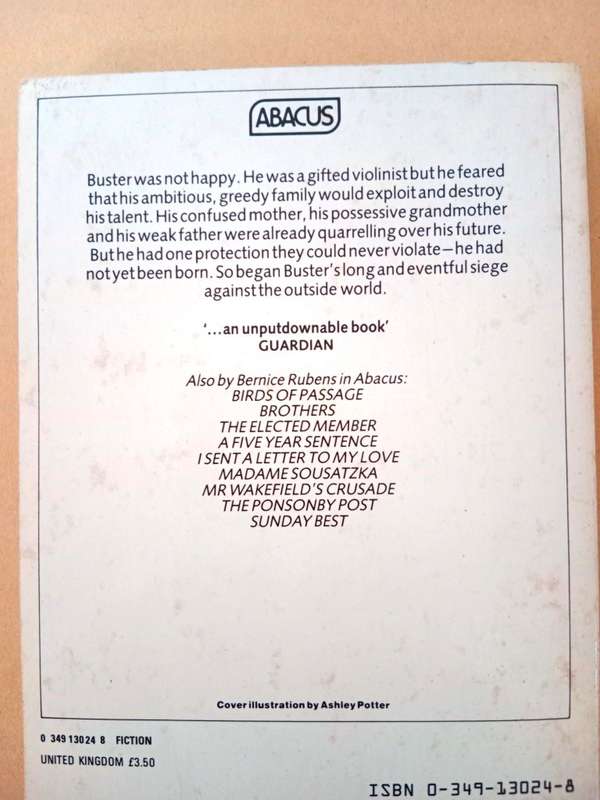 ABACUS
Buster was not happy. He was a gifted violinist but he feared
that his ambitious, greedy family would exploit and destroy
his talent. His confused mother, his possessive grandmother
and his weak father were already quarrelling over his future.
But he had one protection they could never violate – he had
not yet been born. So began Buster's long and eventful siege
against the outside world.
'...an unputdownable book'
GUARDIAN
Also by Bernice Rubens in Abacus:
BIRDS OF PASSAGE
BROTHERS
THE ELECTED MEMBER
A FIVE YEAR SENTENCE
I SENT A LETTER TO MY LOVE
MADAME SOUSATZKA
MR WAKEFIELD'S CRUSADE
THE PONSONBY POST
SUNDAY BEST
Cover illustration by Ashley Potter
0 349 13024 8 FICTION
UNITED KINGDOM £3.50
ISBN 0-349-13024-8